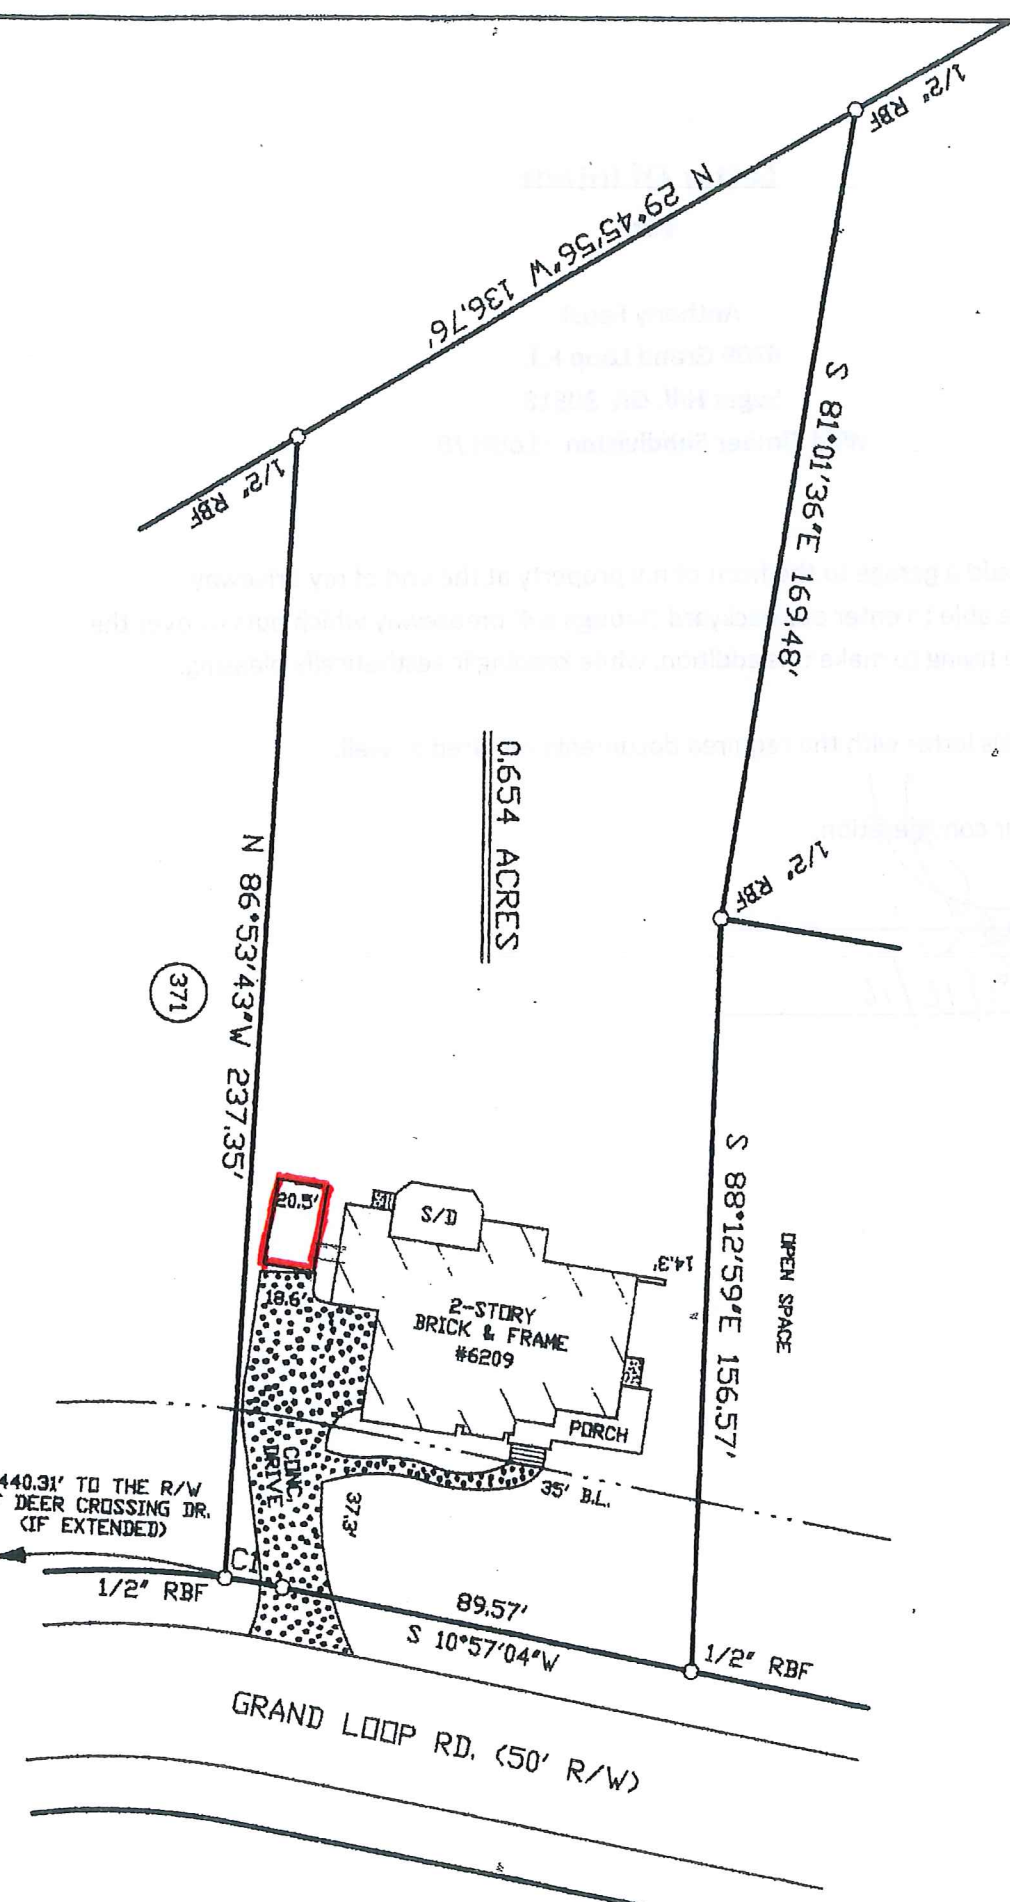 1/2" RBF
N 29°45'56"W 136.76'
1/2" RBF
S 81°01'36"E 169.48'
0.654 ACRES
1/2" RBF
N 86°53'43"W 237.35'
371
S 88°12'59"E 156.57'
OPEN SPACE
20.5'
S/D
14.3'
18.6'
2-STORY
BRICK & FRAME
#6209
PORCH
CONC.
DRIVE
35' B.L.
37.3'
440.31' TO THE R/W
DEER CROSSING DR.
(IF EXTENDED)
C1
1/2" RBF
89.57'
S 10°57'04"W
1/2" RBF
GRAND LOOP RD. (50' R/W)